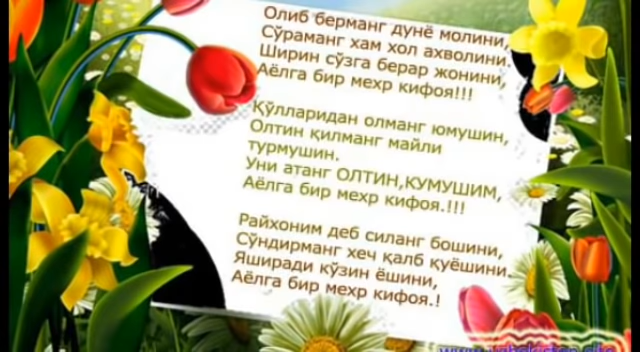 Олиб берманг дунё молини,
Сўраманг хам хол ахволини,
Ширин сўзга берар жонини,
Аёлга бир мехр кифоя!!!
Қўлларидан олманг юмушин,
Олтин қилманг майли
турмушин.
Уни атанг ОЛТИН,КУМУШИМ,
Аёлга бир мехр кифоя.!!!
Райхоним деб силанг бошини,
Сўндирманг хеч қалб қуёшини.
Яширади кўзин ёшини,
Аёлга бир мехр кифоя.!